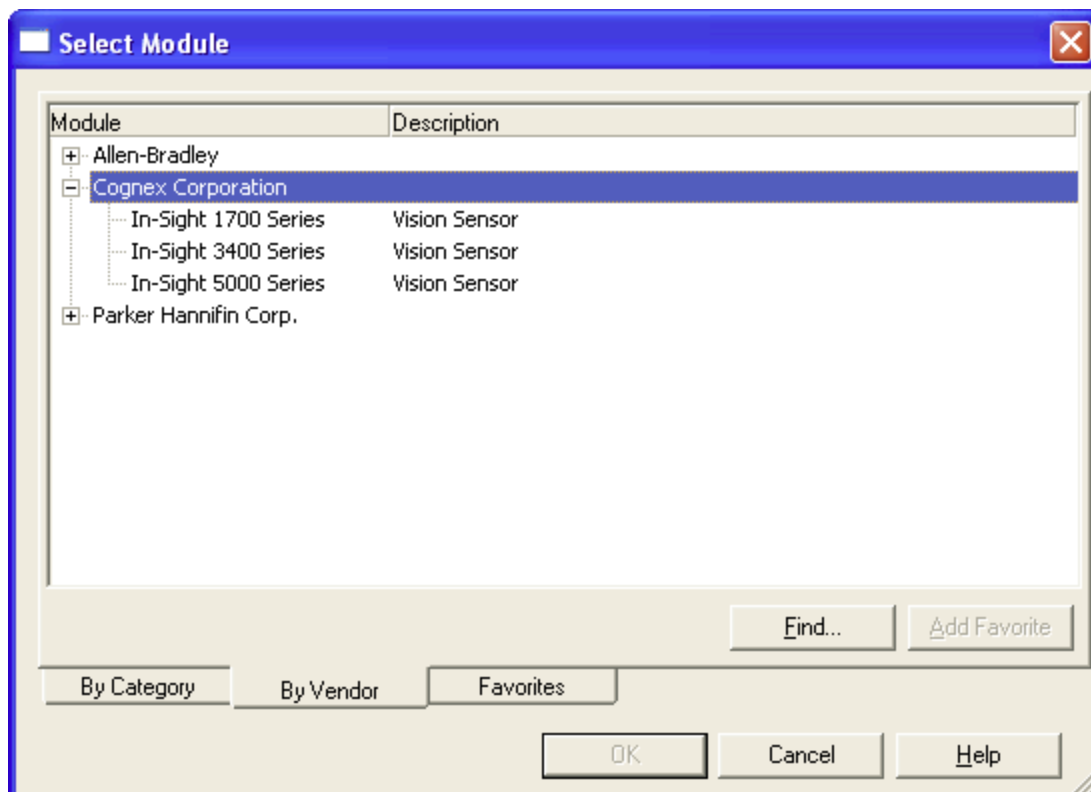 Select Module
Module Description
Allen-Bradley
Cognex Corporation
In-Sight 1700 Series Vision Sensor
In-Sight 3400 Series Vision Sensor
In-Sight 5000 Series Vision Sensor
Parker Hannifin Corp.
Find... Add Favorite
By Category By Vendor Favorites
OK Cancel Help